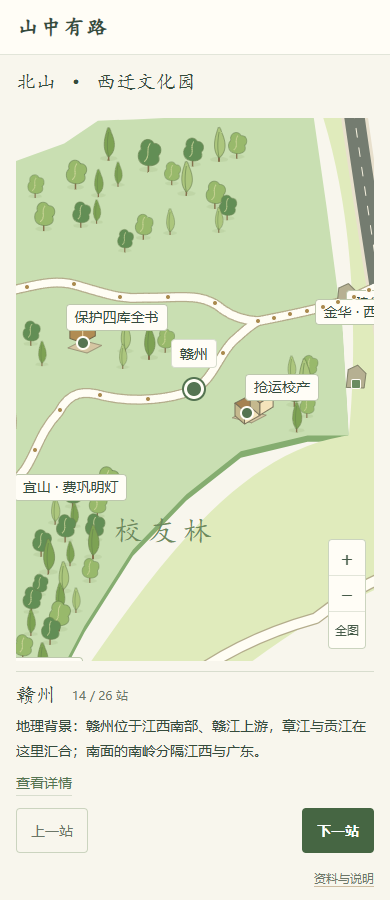 山中有路
北山 • 西迁文化园
保护四库全书
金华 · 西
赣州
抢运校产
宜山 · 费巩明灯
校友林
+
−
全图
赣州 14 / 26 站
地理背景：赣州位于江西南部、赣江上游，章江与贡江在
这里汇合；南面的南岭分隔江西与广东。
查看详情
上一站
下一站
资料与说明